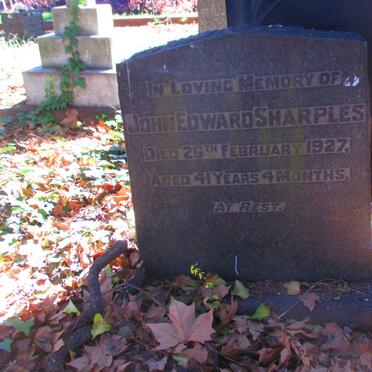 IN LOVING MEMORY OF
JOHN EDWARD SHARPLES
DIED 26TH FEBRUARY 1927,
AGED 41 YEARS 4 MONTHS.
AT REST.